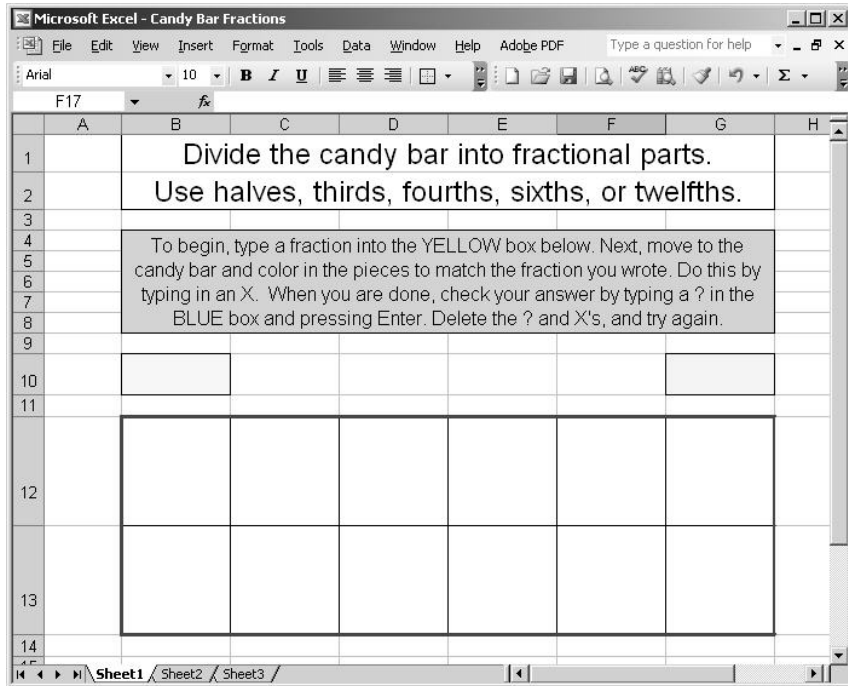 Microsoft Excel - Candy Bar Fractions
File Edit View Insert Format Tools Data Window Help Adobe PDF Type a question for help
Arial 10 B I U ABC Σ
F17 fx
A B C D E F G H
1 Divide the candy bar into fractional parts.
2 Use halves, thirds, fourths, sixths, or twelfths.
3
4 To begin, type a fraction into the YELLOW box below. Next, move to the
5 candy bar and color in the pieces to match the fraction you wrote. Do this by
6
7 typing in an X. When you are done, check your answer by typing a ? in the
8 BLUE box and pressing Enter. Delete the ? and X's, and try again.
9
10
11
12
13
14
Sheet1 Sheet2 Sheet3